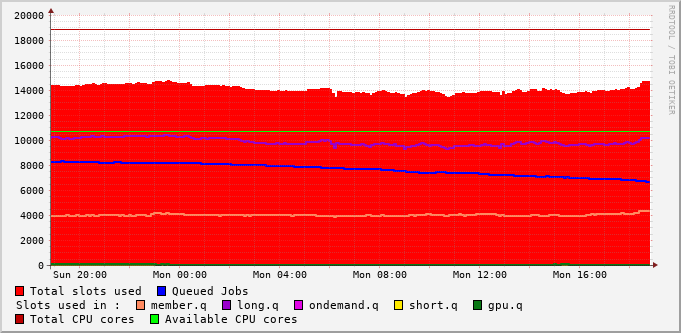 RRDTOOL / TOBI OETIKER
20000
18000
16000
14000
12000
10000
8000
6000
4000
2000
0
Sun 20:00 Mon 00:00 Mon 04:00 Mon 08:00 Mon 12:00 Mon 16:00
Total slots used Queued Jobs
Slots used in : member.q long.q ondemand.q short.q gpu.q
Total CPU cores Available CPU cores